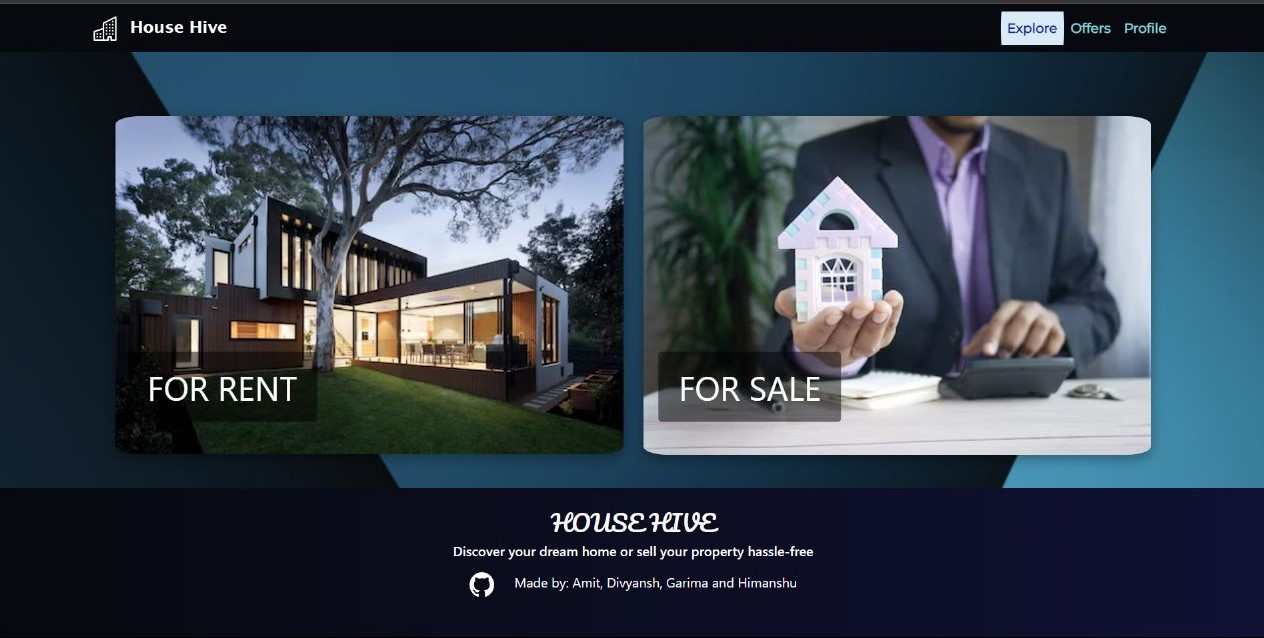 House Hive
Explore Offers Profile
FOR RENT
FOR SALE
HOUSE HIVE
Discover your dream home or sell your property hassle-free
Made by: Amit, Divyansh, Garima and Himanshu